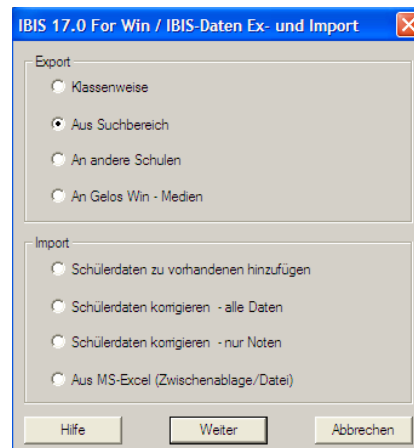 IBIS 17.0 For Win / IBIS-Daten Ex- und Import
Export
Klassenweise
Aus Suchbereich
An andere Schulen
An Gelos Win - Medien
Import
Schülerdaten zu vorhandenen hinzufügen
Schülerdaten korrigieren - alle Daten
Schülerdaten korrigieren - nur Noten
Aus MS-Excel (Zwischenablage/Datei)
Hilfe Weiter Abbrechen